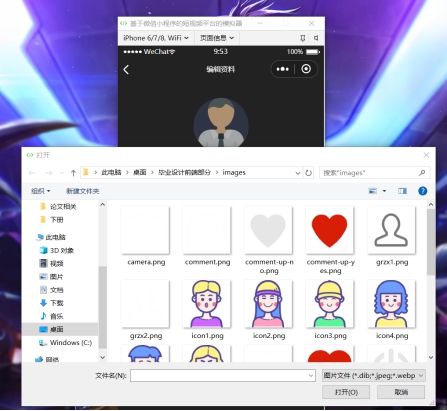 基于微信小程序的短视频平台的模拟器
iPhone 6/7/8, WiFi
页面信息
WeChat
9:53
100%
编辑资料
打开
此电脑 > 桌面 > 毕业设计前端部分 > images
搜索"images"
组织
新建文件夹
论文相关
下册
此电脑
3D 对象
视频
图片
文档
下载
音乐
桌面
Windows (C:)
网络
camera.png
comment.png
comment-up-no.png
comment-up-yes.png
grzx1.png
grzx2.png
icon1.png
icon2.png
icon3.png
icon4.png
文件名(N):
图片文件 (*.dib;*.jpeg;*.webp
打开(O)
取消